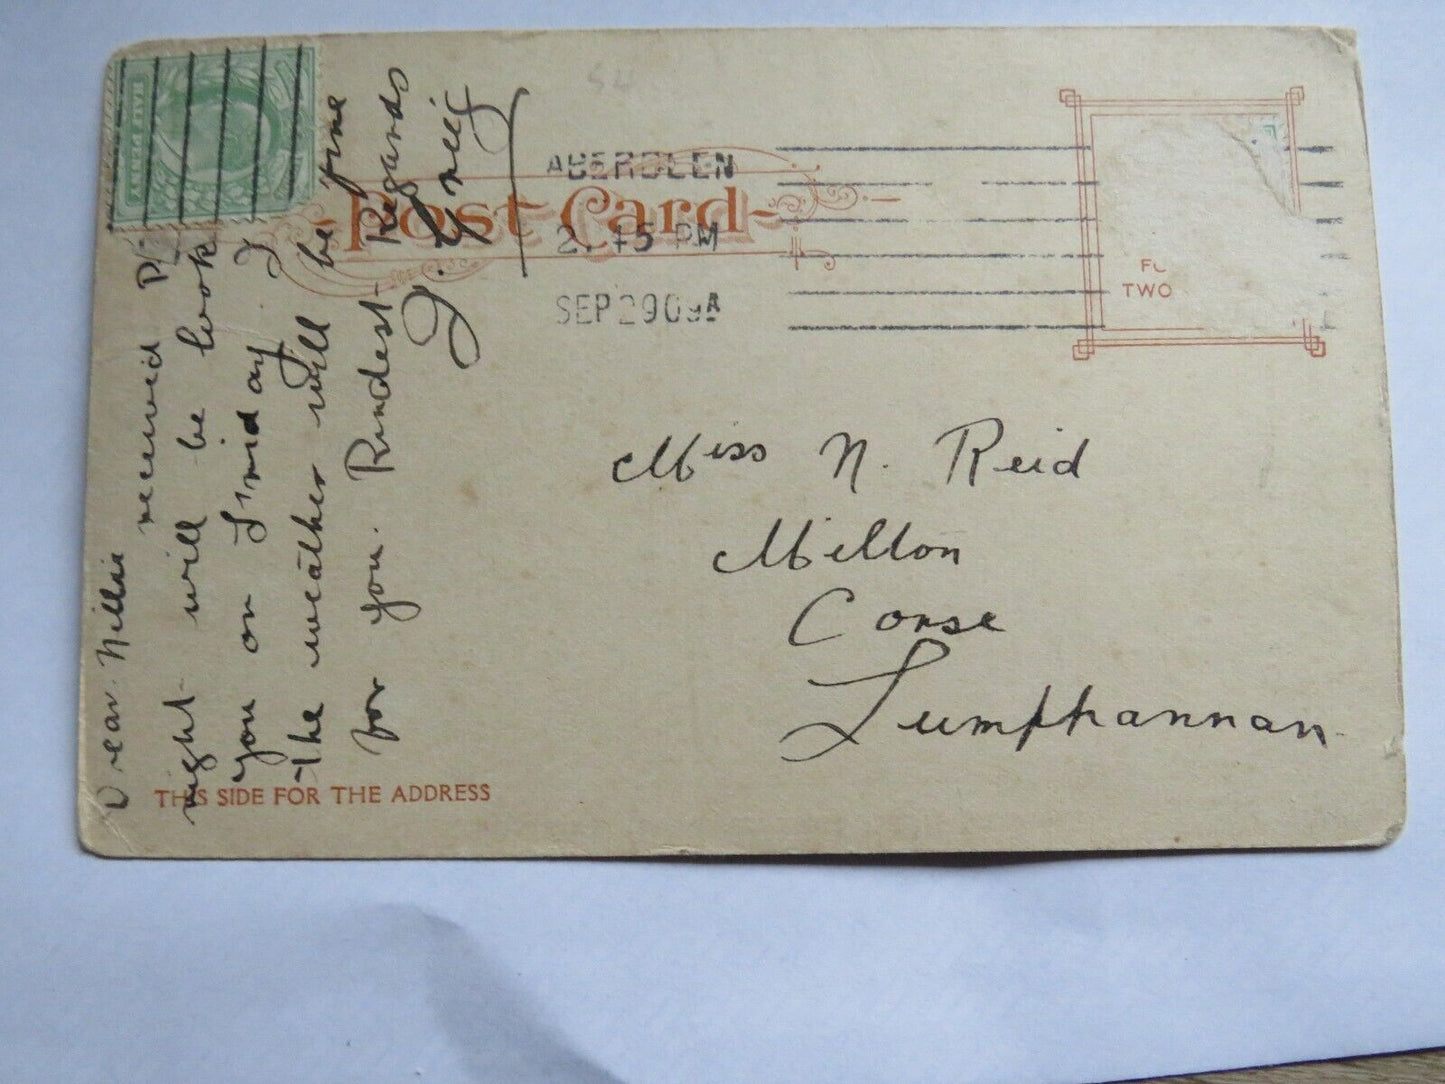 HALF PENNY
Dear Nellie
received P.
night will be look
you on Friday. I
the weather will be fine
for you. Kindest Regards
Post Card
ABERDEEN
2.45 PM
SEP 29 09
TWO
Miss N. Reid
Milton
Corse
Lumphannan
THIS SIDE FOR THE ADDRESS